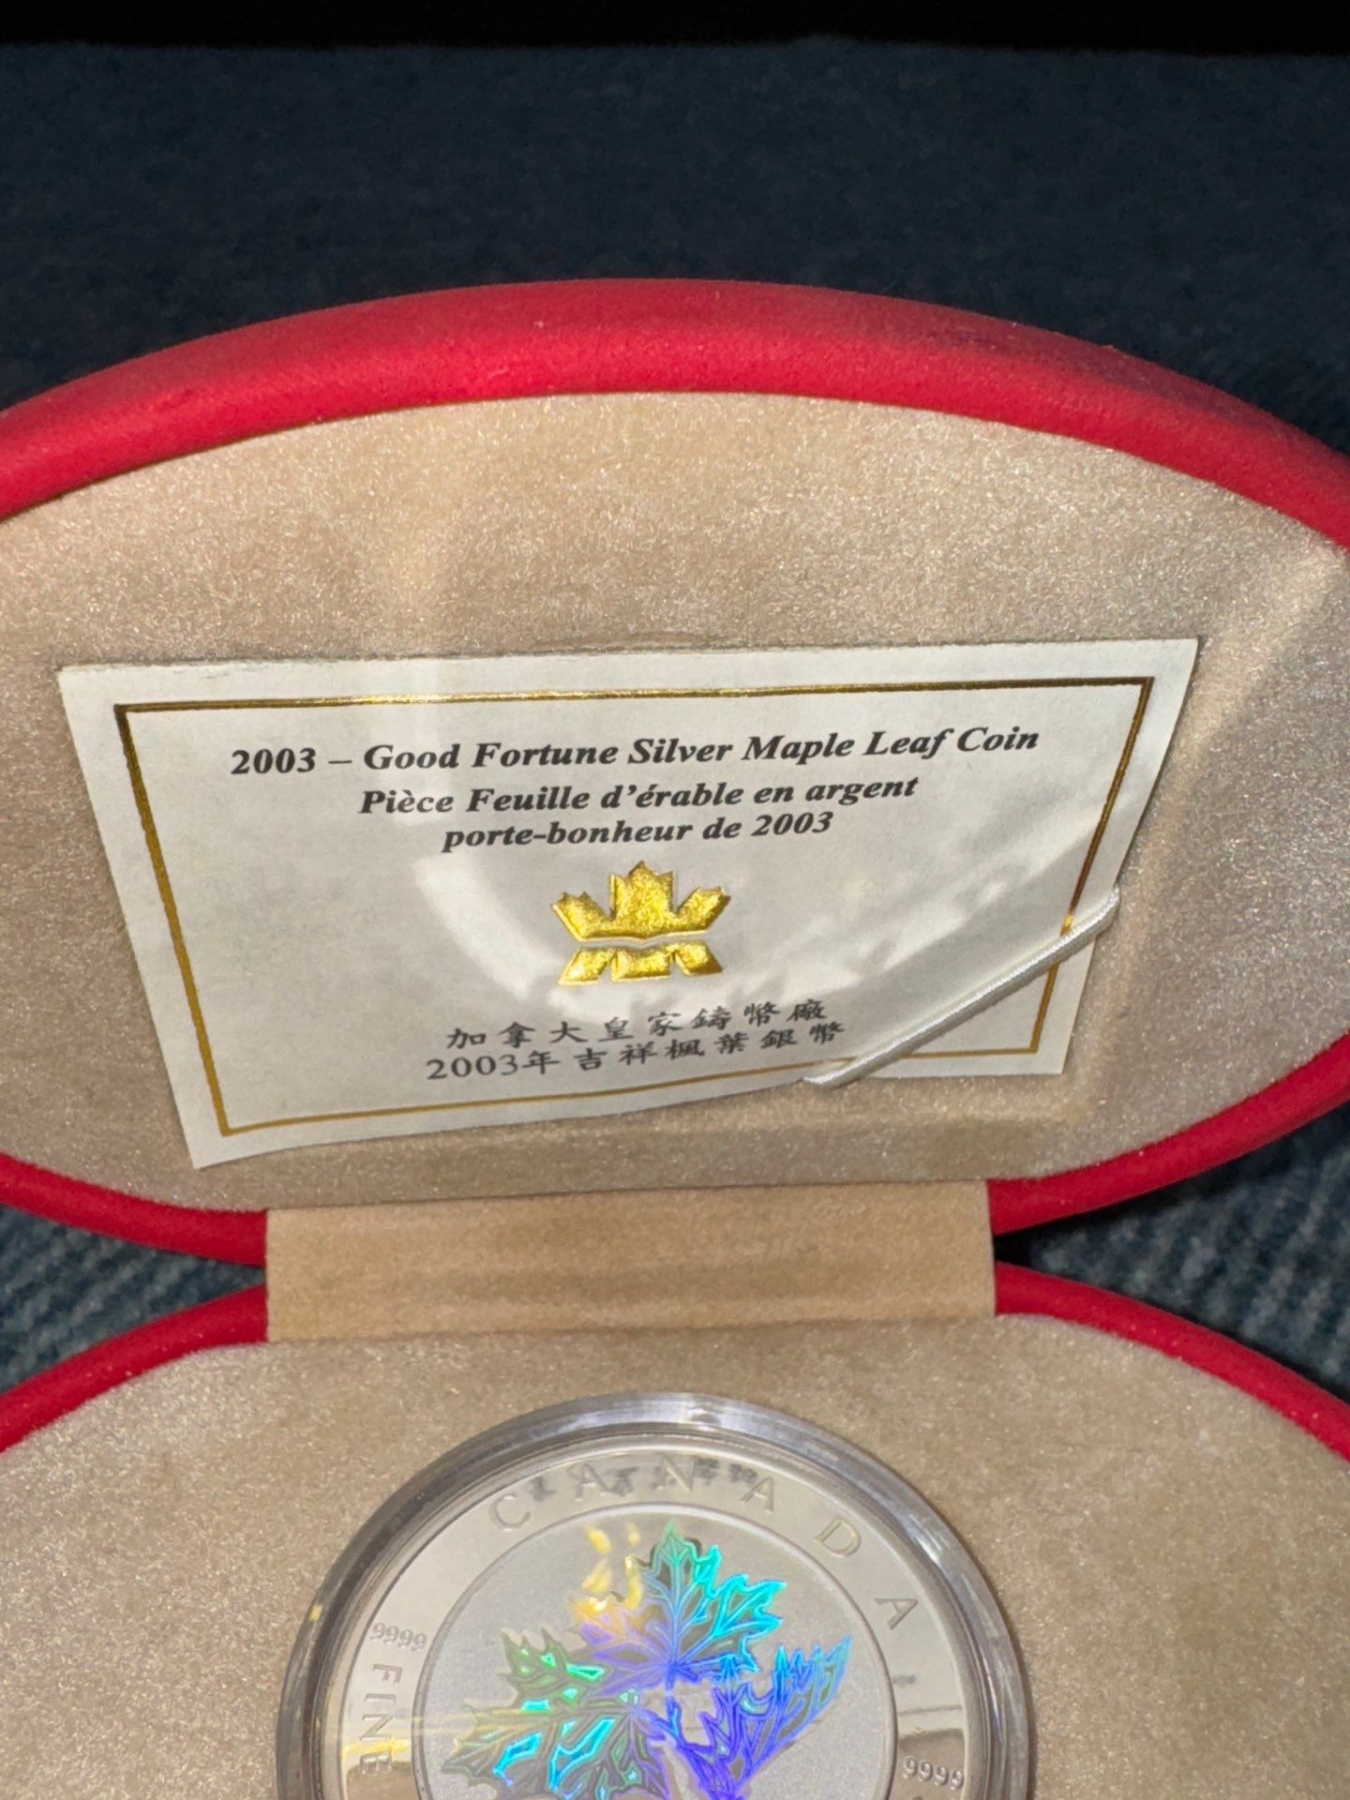 2003 – Good Fortune Silver Maple Leaf Coin
Pièce Feuille d'érable en argent
porte-bonheur de 2003
加拿大皇家鑄幣廠
2003年吉祥楓葉銀幣
CANADA
9999 FINE
9999